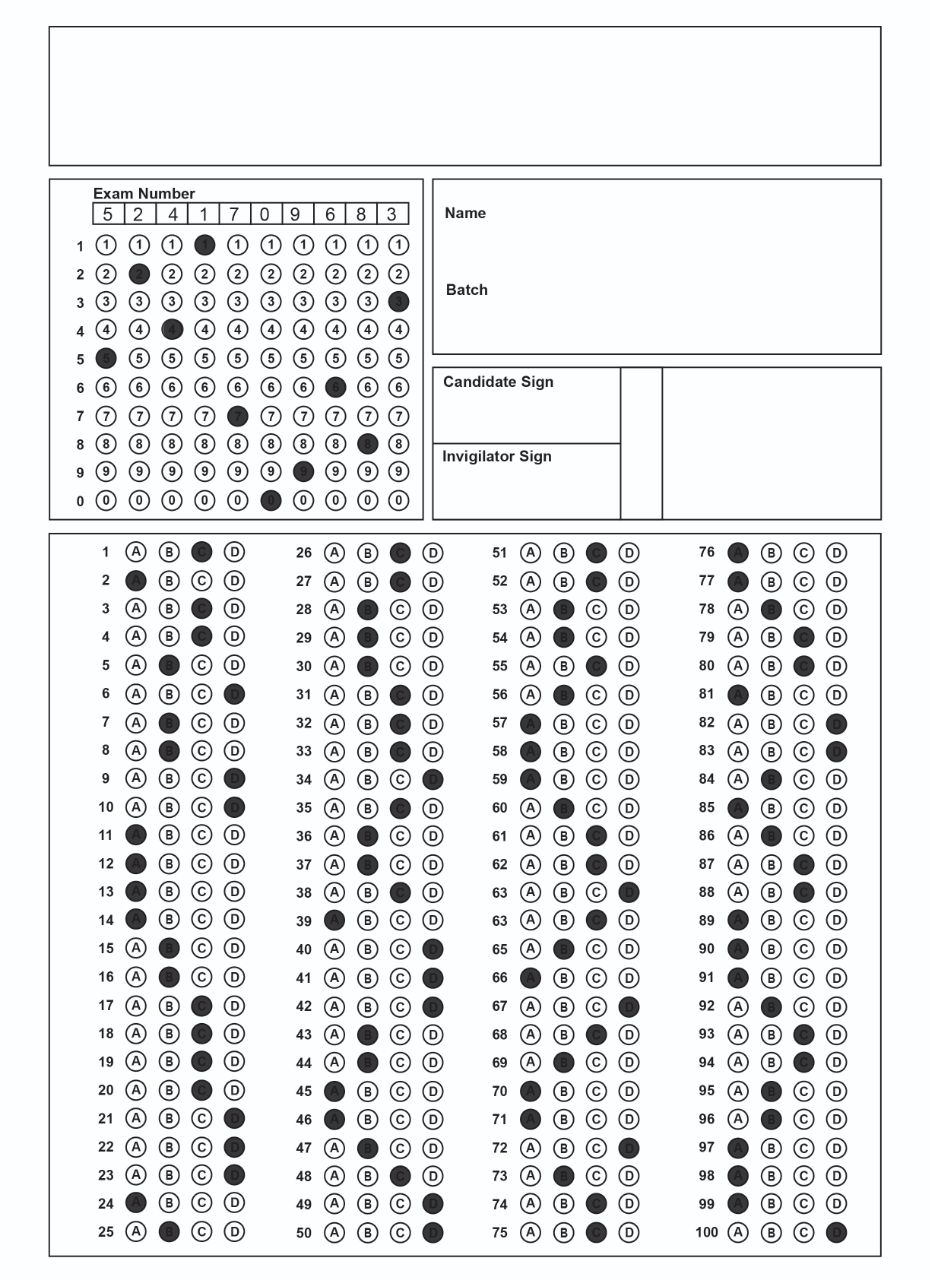 Exam Number
5 2 4 1 7 0 9 6 8 3
1 1 1 1 1 1 1 1 1 1 1
2 2 2 2 2 2 2 2 2 2 2
3 3 3 3 3 3 3 3 3 3 3
4 4 4 4 4 4 4 4 4 4 4
5 5 5 5 5 5 5 5 5 5 5
6 6 6 6 6 6 6 6 6 6 6
7 7 7 7 7 7 7 7 7 7 7
8 8 8 8 8 8 8 8 8 8 8
9 9 9 9 9 9 9 9 9 9 9
0 0 0 0 0 0 0 0 0 0 0
Name
Batch
Candidate Sign
Invigilator Sign
1 A B C D 26 A B C D 51 A B C D 76 A B C D
2 A B C D 27 A B C D 52 A B C D 77 A B C D
3 A B C D 28 A B C D 53 A B C D 78 A B C D
4 A B C D 29 A B C D 54 A B C D 79 A B C D
5 A B C D 30 A B C D 55 A B C D 80 A B C D
6 A B C D 31 A B C D 56 A B C D 81 A B C D
7 A B C D 32 A B C D 57 A B C D 82 A B C D
8 A B C D 33 A B C D 58 A B C D 83 A B C D
9 A B C D 34 A B C D 59 A B C D 84 A B C D
10 A B C D 35 A B C D 60 A B C D 85 A B C D
11 A B C D 36 A B C D 61 A B C D 86 A B C D
12 A B C D 37 A B C D 62 A B C D 87 A B C D
13 A B C D 38 A B C D 63 A B C D 88 A B C D
14 A B C D 39 A B C D 63 A B C D 89 A B C D
15 A B C D 40 A B C D 65 A B C D 90 A B C D
16 A B C D 41 A B C D 66 A B C D 91 A B C D
17 A B C D 42 A B C D 67 A B C D 92 A B C D
18 A B C D 43 A B C D 68 A B C D 93 A B C D
19 A B C D 44 A B C D 69 A B C D 94 A B C D
20 A B C D 45 A B C D 70 A B C D 95 A B C D
21 A B C D 46 A B C D 71 A B C D 96 A B C D
22 A B C D 47 A B C D 72 A B C D 97 A B C D
23 A B C D 48 A B C D 73 A B C D 98 A B C D
24 A B C D 49 A B C D 74 A B C D 99 A B C D
25 A B C D 50 A B C D 75 A B C D 100 A B C D